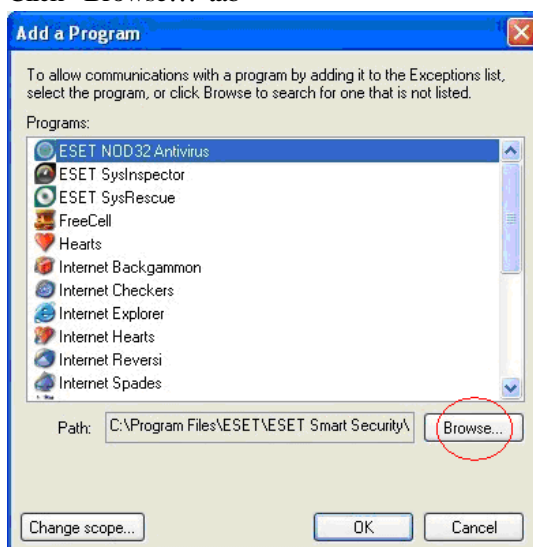 Click "Browse..." tab
Add a Program
To allow communications with a program by adding it to the Exceptions list,
select the program, or click Browse to search for one that is not listed.
Programs:
ESET NOD32 Antivirus
ESET SysInspector
ESET SysRescue
FreeCell
Hearts
Internet Backgammon
Internet Checkers
Internet Explorer
Internet Hearts
Internet Reversi
Internet Spades
Path: C:\Program Files\ESET\ESET Smart Security\ Browse...
Change scope... OK Cancel